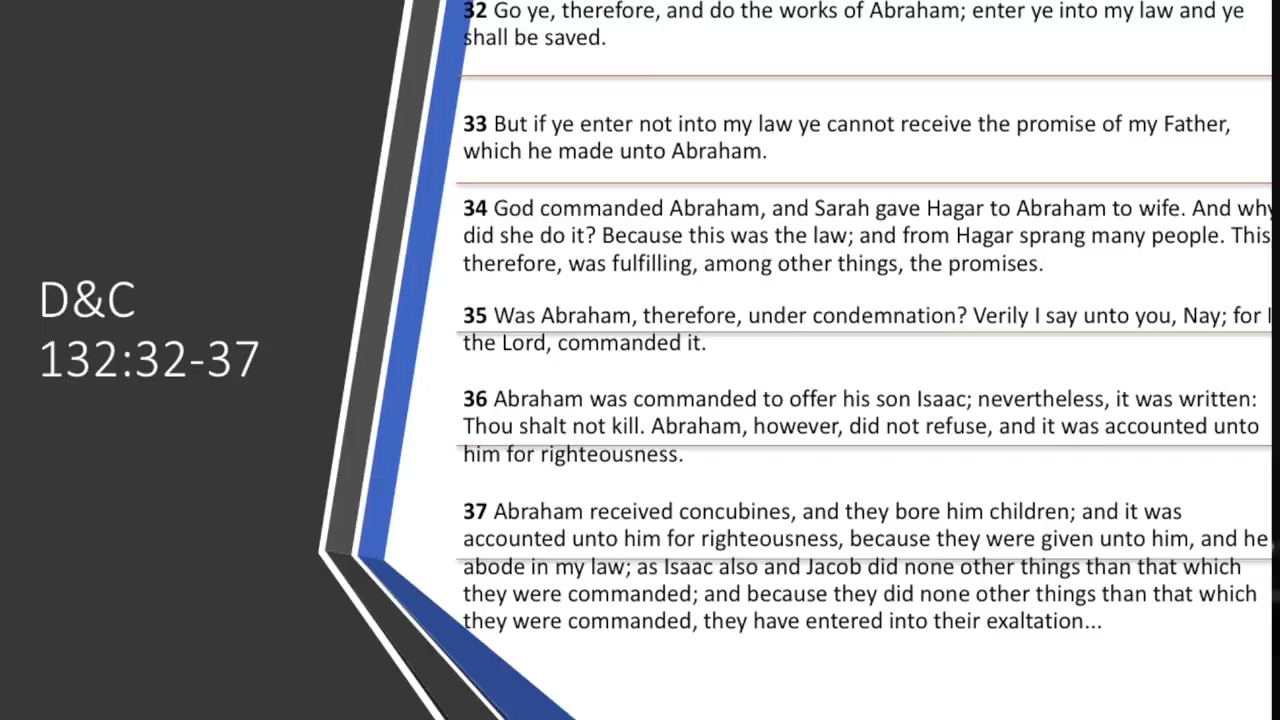 D&C
132:32-37
32 Go ye, therefore, and do the works of Abraham; enter ye into my law and ye
shall be saved.
33 But if ye enter not into my law ye cannot receive the promise of my Father,
which he made unto Abraham.
34 God commanded Abraham, and Sarah gave Hagar to Abraham to wife. And why
did she do it? Because this was the law; and from Hagar sprang many people. This,
therefore, was fulfilling, among other things, the promises.
35 Was Abraham, therefore, under condemnation? Verily I say unto you, Nay; for I,
the Lord, commanded it.
36 Abraham was commanded to offer his son Isaac; nevertheless, it was written:
Thou shalt not kill. Abraham, however, did not refuse, and it was accounted unto
him for righteousness.
37 Abraham received concubines, and they bore him children; and it was
accounted unto him for righteousness, because they were given unto him, and he
abode in my law; as Isaac also and Jacob did none other things than that which
they were commanded; and because they did none other things than that which
they were commanded, they have entered into their exaltation...